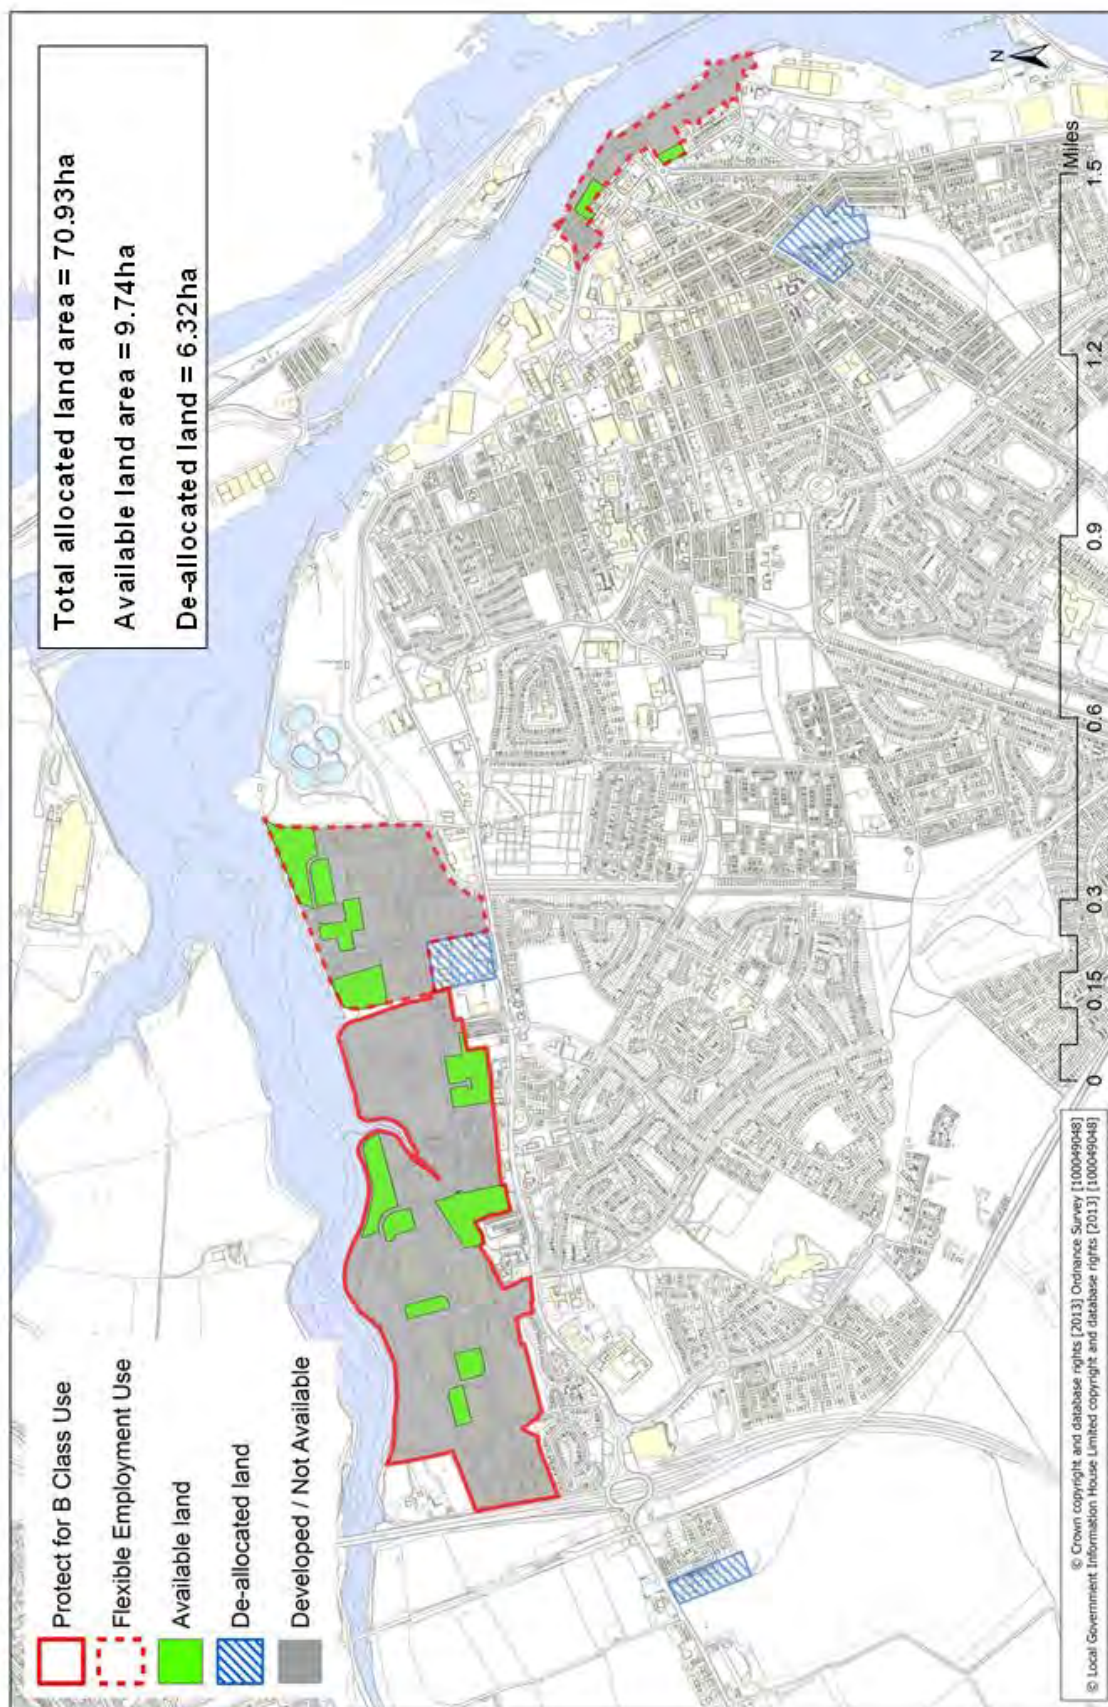 Total allocated land area = 70.93ha
Available land area = 9.74ha
De-allocated land = 6.32ha
Protect for B Class Use
Flexible Employment Use
Available land
De-allocated land
Developed / Not Available
N
Miles
0 0.15 0.3 0.6 0.9 1.2 1.5
© Crown copyright and database rights [2013] Ordnance Survey [100049048]
© Local Government Information House Limited copyright and database rights [2013] [100049048]